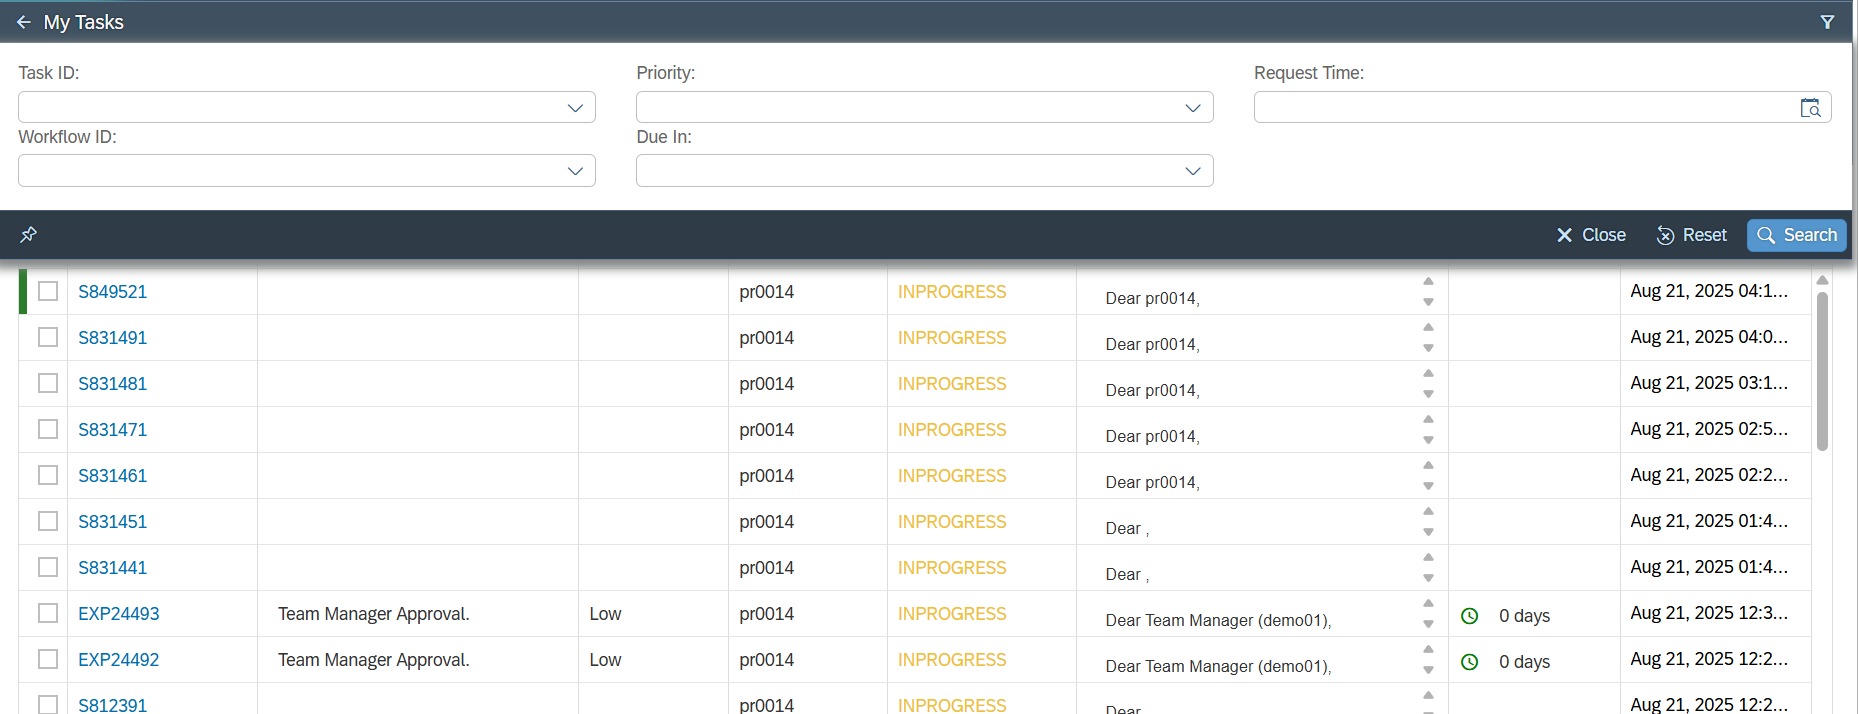 My Tasks
Task ID:
Priority:
Request Time:
Workflow ID:
Due In:
Close
Reset
Search
S849521 pr0014 INPROGRESS Dear pr0014, Aug 21, 2025 04:1...
S831491 pr0014 INPROGRESS Dear pr0014, Aug 21, 2025 04:0...
S831481 pr0014 INPROGRESS Dear pr0014, Aug 21, 2025 03:1...
S831471 pr0014 INPROGRESS Dear pr0014, Aug 21, 2025 02:5...
S831461 pr0014 INPROGRESS Dear pr0014, Aug 21, 2025 02:2...
S831451 pr0014 INPROGRESS Dear , Aug 21, 2025 01:4...
S831441 pr0014 INPROGRESS Dear , Aug 21, 2025 01:4...
EXP24493 Team Manager Approval. Low pr0014 INPROGRESS Dear Team Manager (demo01), 0 days Aug 21, 2025 12:3...
EXP24492 Team Manager Approval. Low pr0014 INPROGRESS Dear Team Manager (demo01), 0 days Aug 21, 2025 12:2...
S812391 pr0014 INPROGRESS Dear Aug 21, 2025 12:2...